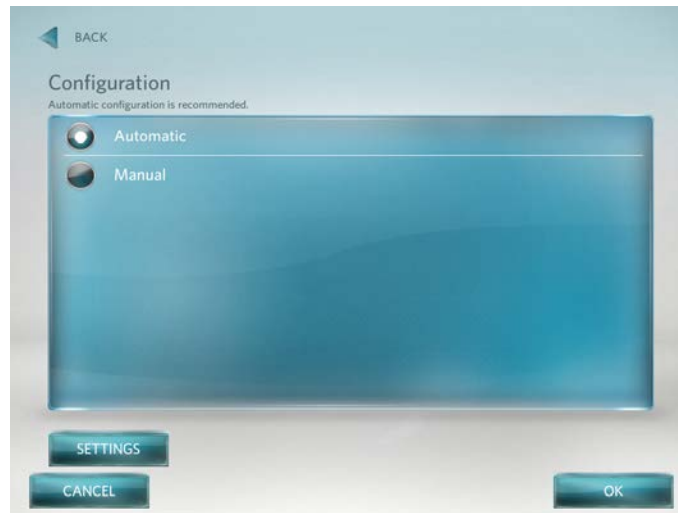 BACK
Configuration
Automatic configuration is recommended.
Automatic
Manual
SETTINGS
CANCEL
OK